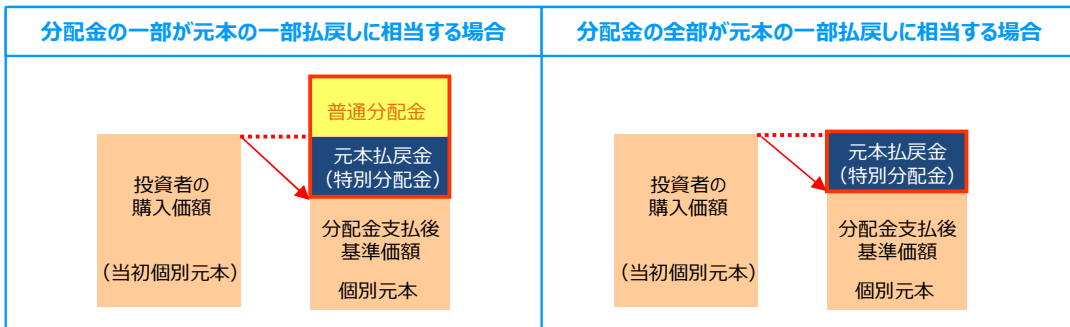 分配金の一部が元本の一部払戻しに相当する場合
普通分配金
元本払戻金
（特別分配金）
投資者の
購入価額
（当初個別元本）
分配金支払後
基準価額
個別元本
分配金の全部が元本の一部払戻しに相当する場合
元本払戻金
（特別分配金）
投資者の
購入価額
（当初個別元本）
分配金支払後
基準価額
個別元本